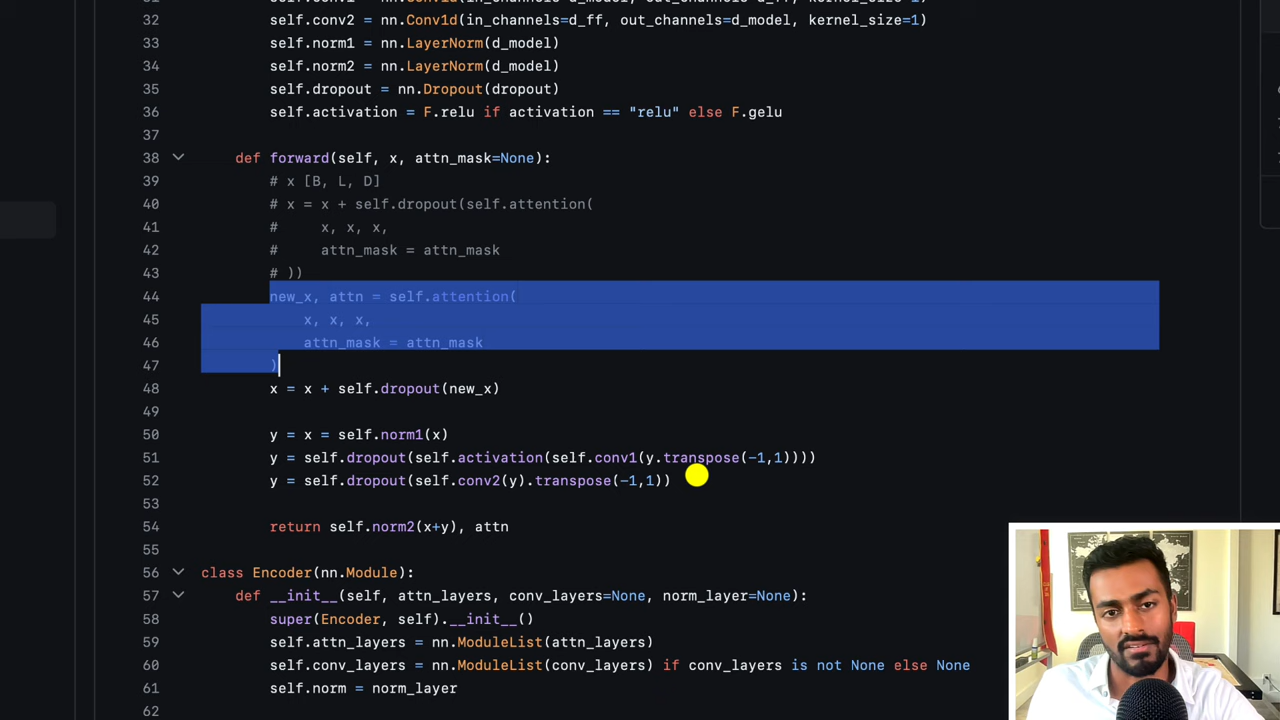 32 self.conv2 = nn.Conv1d(in_channels=d_ff, out_channels=d_model, kernel_size=1)
33 self.norm1 = nn.LayerNorm(d_model)
34 self.norm2 = nn.LayerNorm(d_model)
35 self.dropout = nn.Dropout(dropout)
36 self.activation = F.relu if activation == "relu" else F.gelu
37
38 def forward(self, x, attn_mask=None):
39 # x [B, L, D]
40 # x = x + self.dropout(self.attention(
41 # x, x, x,
42 # attn_mask = attn_mask
43 # ))
44 new_x, attn = self.attention(
45 x, x, x,
46 attn_mask = attn_mask
47 )
48 x = x + self.dropout(new_x)
49
50 y = x = self.norm1(x)
51 y = self.dropout(self.activation(self.conv1(y.transpose(-1,1))))
52 y = self.dropout(self.conv2(y).transpose(-1,1))
53
54 return self.norm2(x+y), attn
55
56 class Encoder(nn.Module):
57 def __init__(self, attn_layers, conv_layers=None, norm_layer=None):
58 super(Encoder, self).__init__()
59 self.attn_layers = nn.ModuleList(attn_layers)
60 self.conv_layers = nn.ModuleList(conv_layers) if conv_layers is not None else None
61 self.norm = norm_layer
62